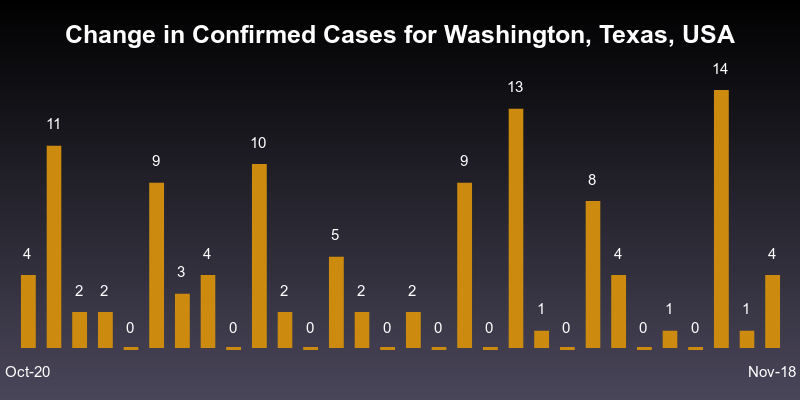 Change in Confirmed Cases for Washington, Texas, USA
4 11 2 2 0 9 3 4 0 10 2 0 5 2 0 2 0 9 0 13 1 0 8 4 0 1 0 14 1 4
Oct-20 Nov-18